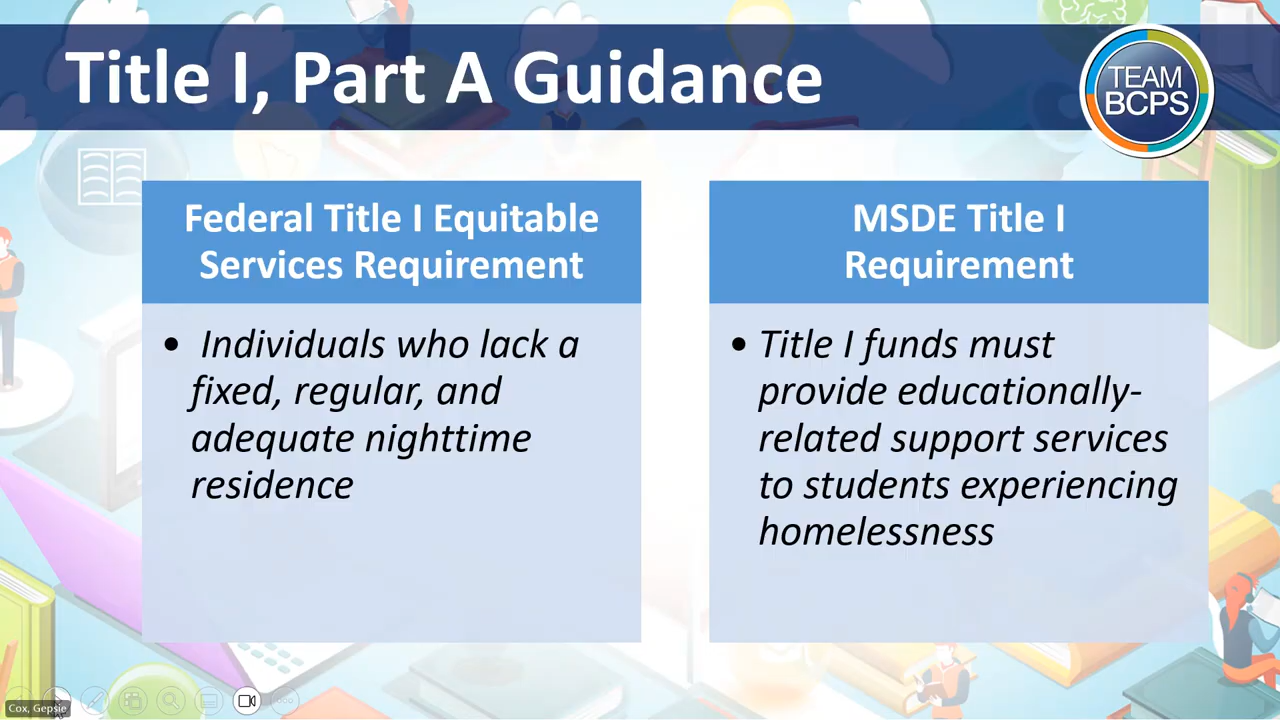 Title I, Part A Guidance
TEAM
BCPS
Federal Title I Equitable
Services Requirement
• Individuals who lack a
fixed, regular, and
adequate nighttime
residence
MSDE Title I
Requirement
• Title I funds must
provide educationally-
related support services
to students experiencing
homelessness
Cox, Gepsie